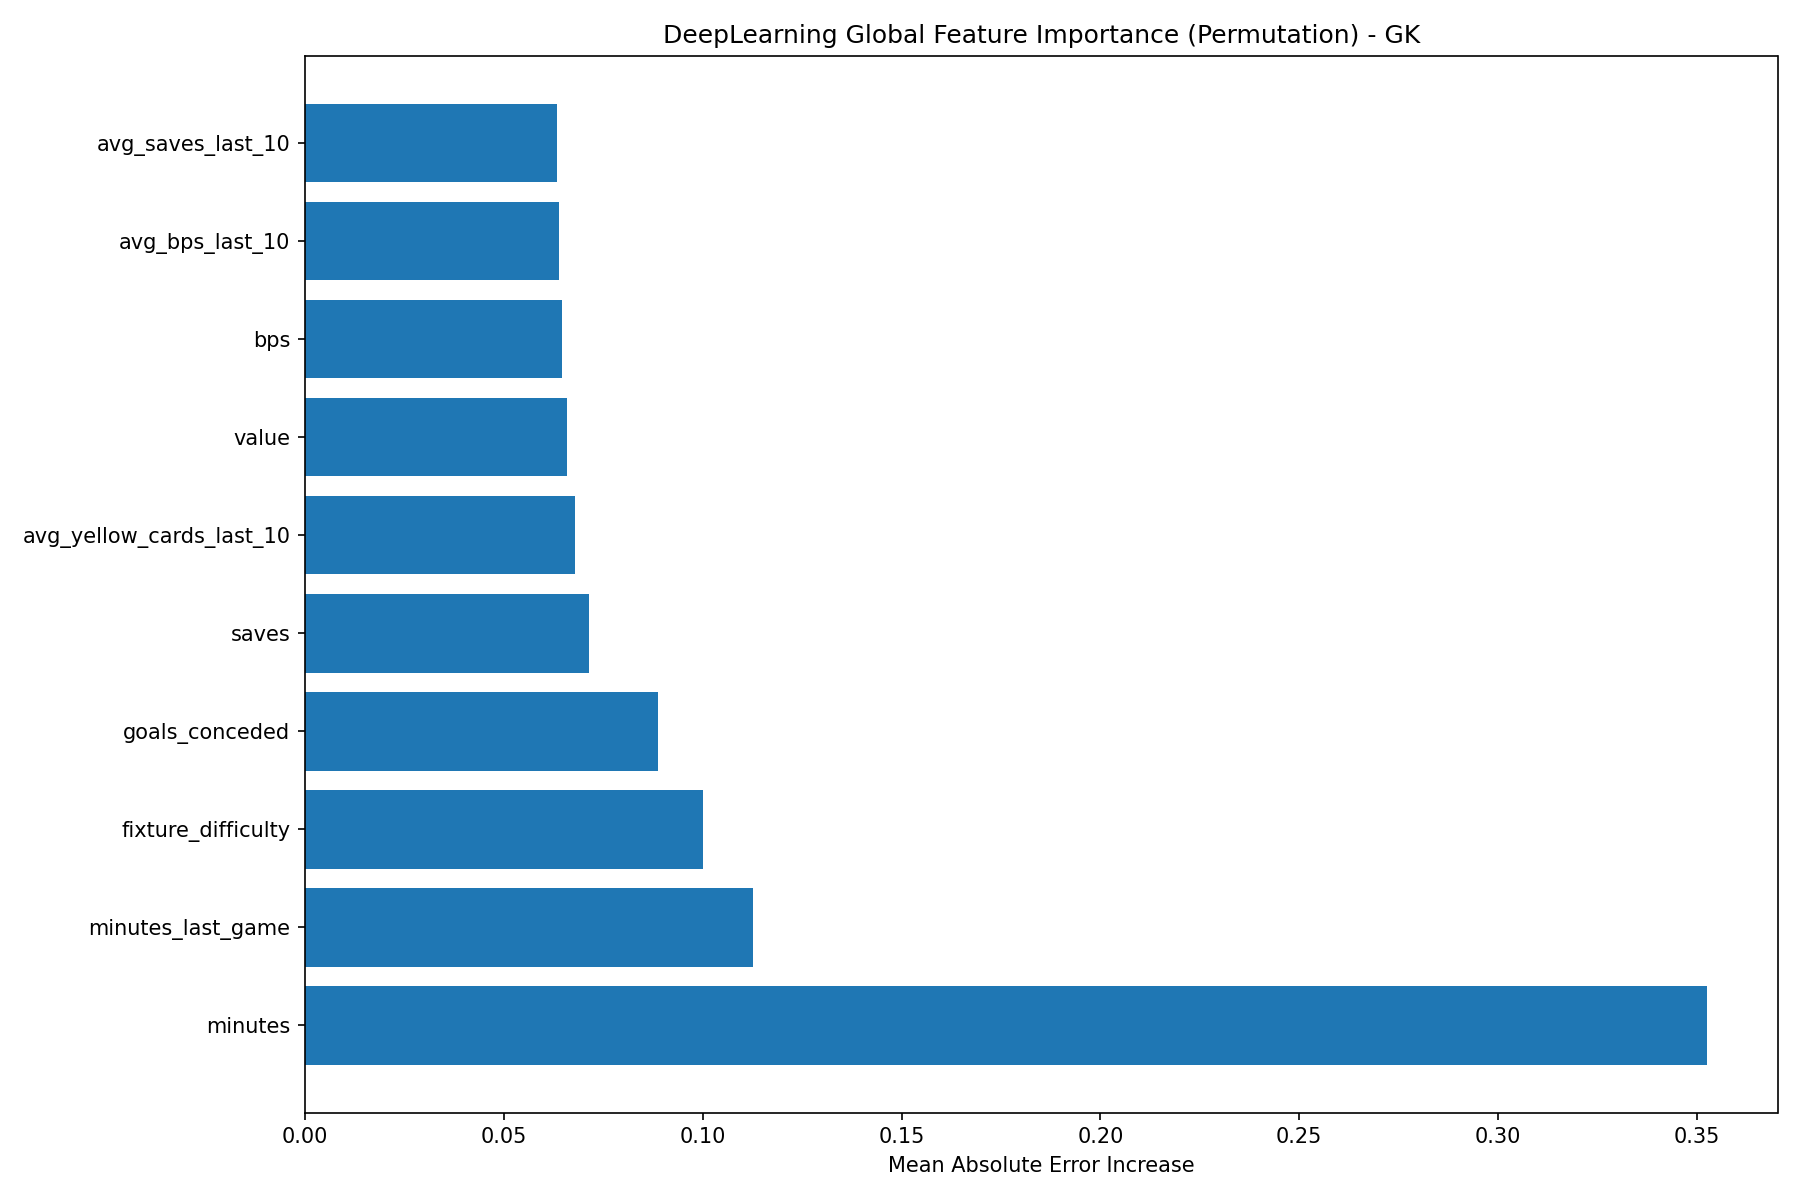 DeepLearning Global Feature Importance (Permutation) - GK
avg_saves_last_10
avg_bps_last_10
bps
value
avg_yellow_cards_last_10
saves
goals_conceded
fixture_difficulty
minutes_last_game
minutes
0.00 0.05 0.10 0.15 0.20 0.25 0.30 0.35
Mean Absolute Error Increase